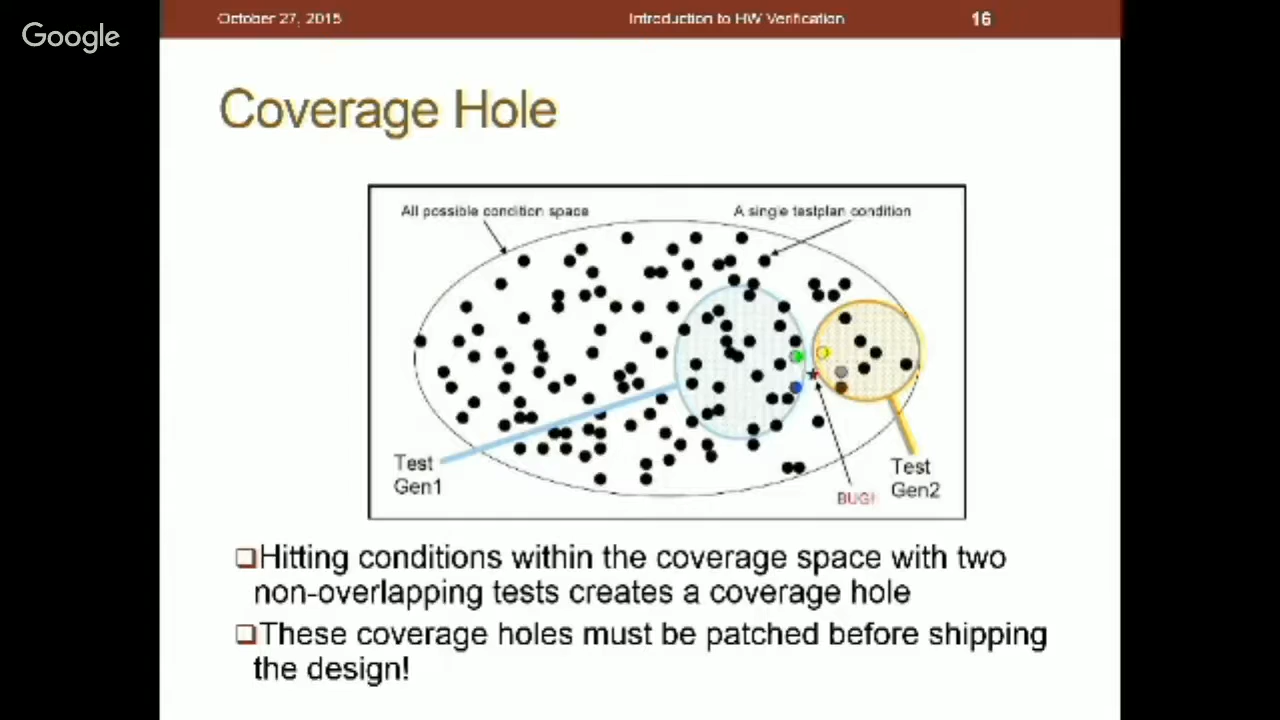 October 27, 2015 Introduction to HW Verification 16
Google
Coverage Hole
All possible condition space
A single testplan condition
Test
Gen1
BUG!
Test
Gen2
Hitting conditions within the coverage space with two
non-overlapping tests creates a coverage hole
These coverage holes must be patched before shipping
the design!